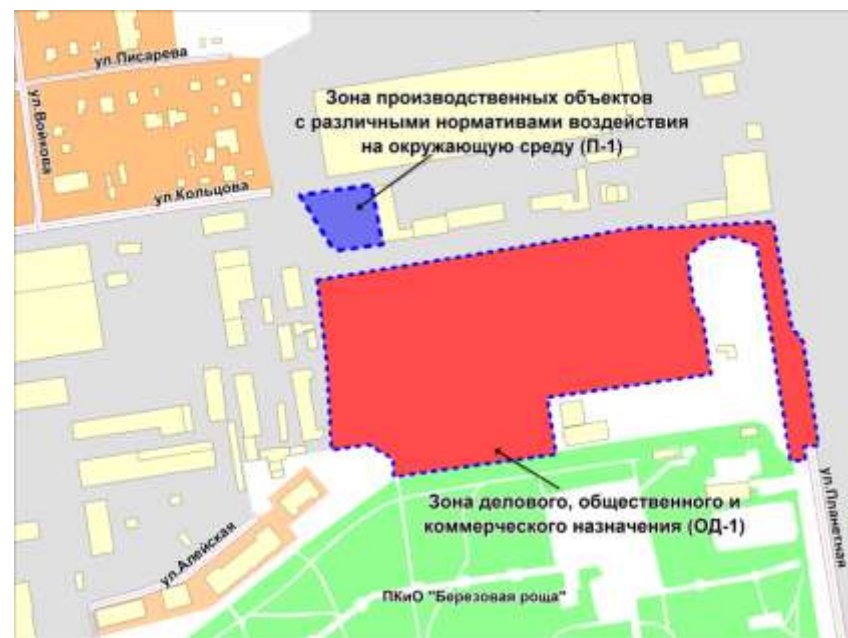 ул.Писарева
ул.Войкова
Зона производственных объектов
с различными нормативами воздействия
на окружающую среду (П-1)
ул.Кольцова
Зона делового, общественного и
коммерческого назначения (ОД-1)
ул.Планетная
ул.Алейская
ПКиО "Березовая роща"